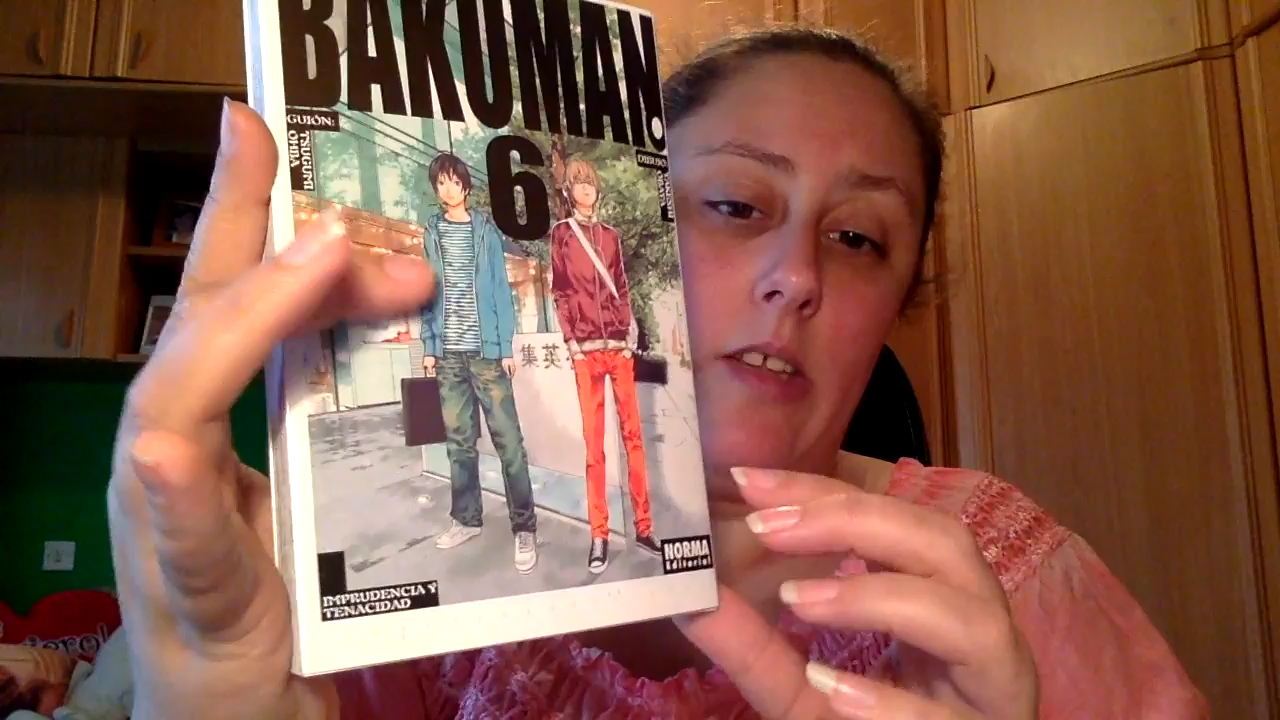 BAKUMAN.
6
GUIÓN:
TSUGUMI
OHBA
DIBUJO:
集英
NORMA
Editorial
IMPRUDENCIA Y
TENACIDAD